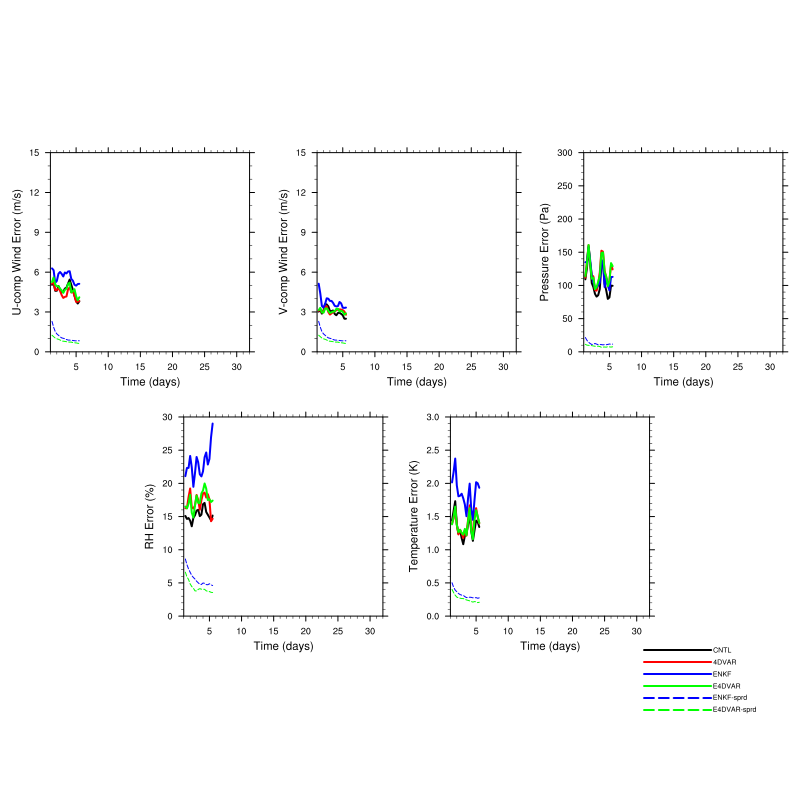 U-comp Wind Error (m/s)
15
12
9
6
3
0
5 10 15 20 25 30
Time (days)
V-comp Wind Error (m/s)
15
12
9
6
3
0
5 10 15 20 25 30
Time (days)
Pressure Error (Pa)
300
250
200
150
100
50
0
5 10 15 20 25 30
Time (days)
RH Error (%)
30
25
20
15
10
5
0
5 10 15 20 25 30
Time (days)
Temperature Error (K)
3.0
2.5
2.0
1.5
1.0
0.5
0.0
5 10 15 20 25 30
Time (days)
CNTL
4DVAR
ENKF
E4DVAR
ENKF-sprd
E4DVAR-sprd